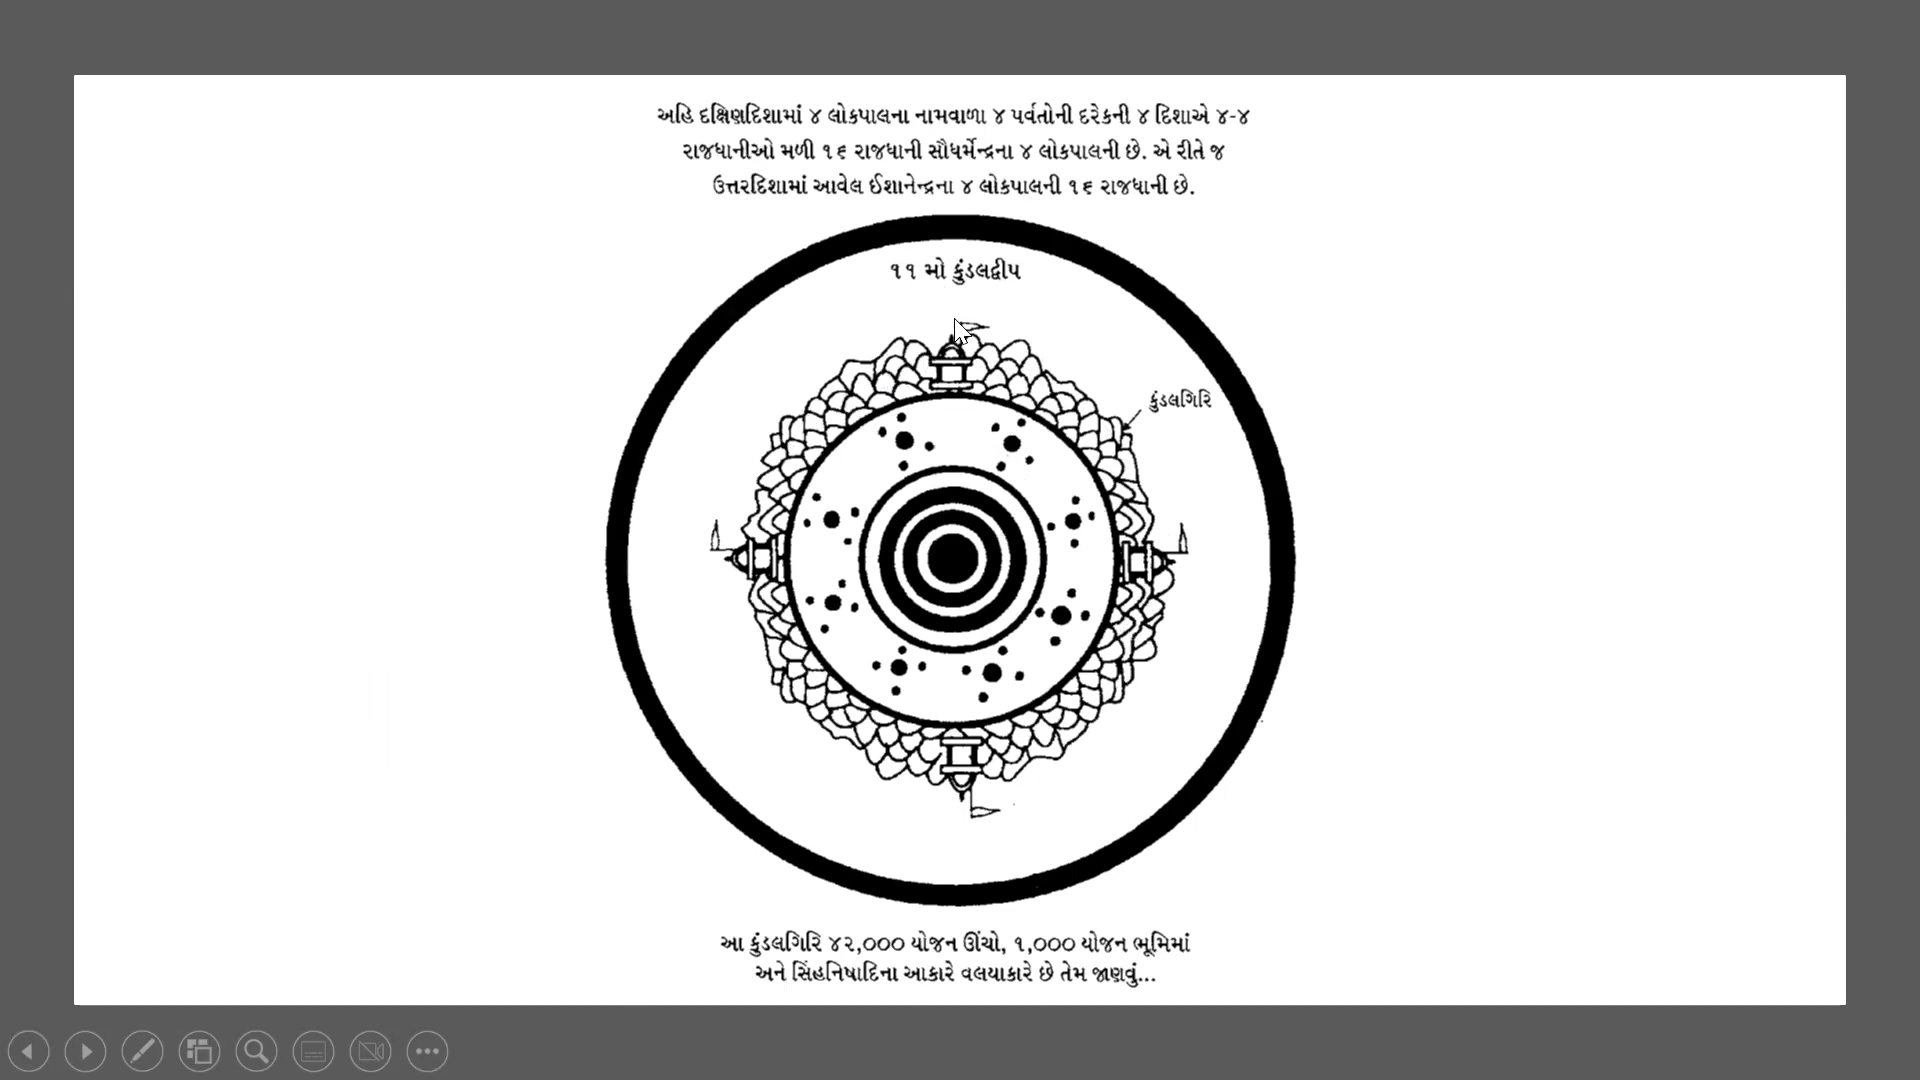 અહિ દક્ષિણદિશામાં ૪ લોકપાલના નામવાળા ૪ પર્વતોની દરેકની ૪ દિશાએ ૪-૪
રાજધાનીઓ મળી ૧૬ રાજધાની સૌધર્મેન્દ્રના ૪ લોકપાલની છે. એ રીતે જ
ઉત્તરદિશામાં આવેલ ઈશાનેન્દ્રના ૪ લોકપાલની ૧૬ રાજધાની છે.
૧૧ મો કુંડલદ્વીપ
કુંડલગિરિ
આ કુંડલગિરિ ૪૨,૦૦૦ યોજન ઊંચો, ૧,૦૦૦ યોજન ભૂમિમાં
અને સિંહનિષાદિના આકારે વલયાકારે છે તેમ જાણવું...